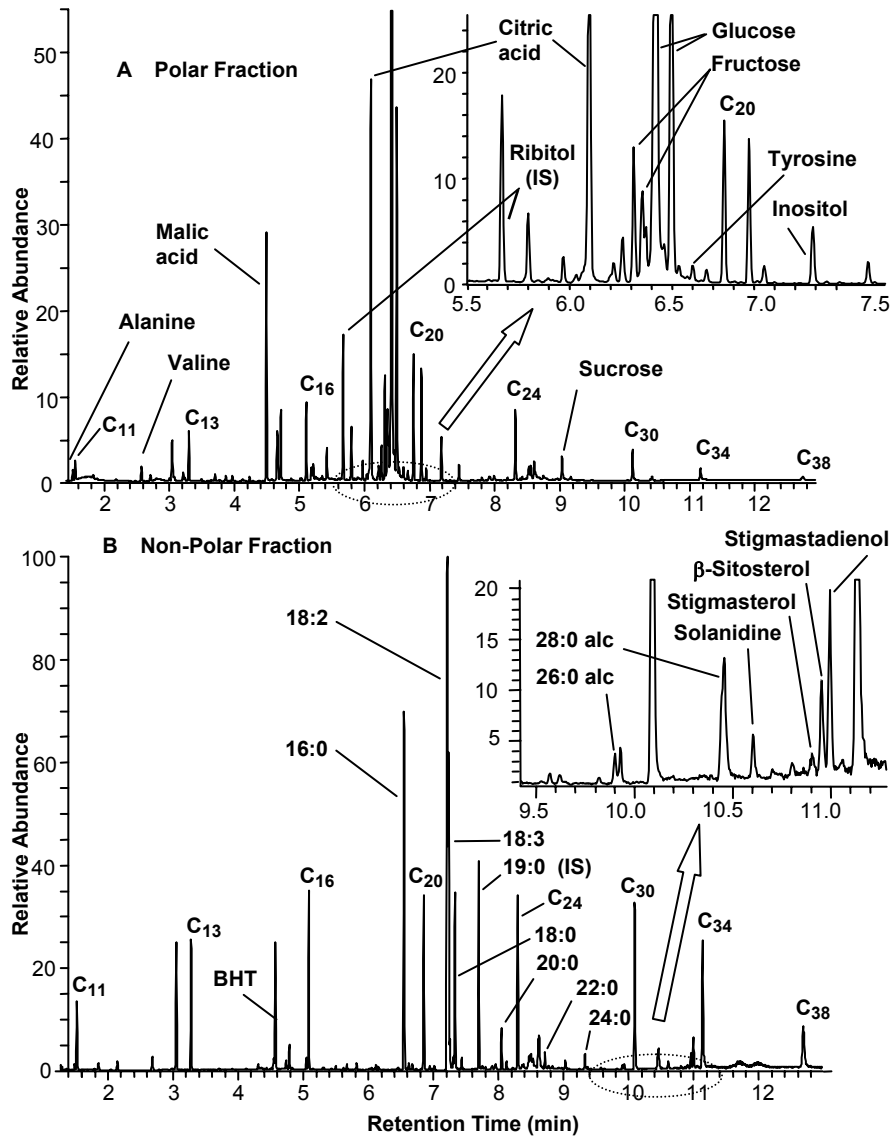 A Polar Fraction
Relative Abundance
55
50
40
30
20
10
0
Alanine
C11
Valine
C13
Malic
acid
C16
Ribitol
(IS)
Citric
acid
C20
C24
Sucrose
C30
C34
C38
2 3 4 5 6 7 8 9 10 11 12
Glucose
Fructose
C20
Tyrosine
Inositol
20
10
0
5.5 6.0 6.5 7.0 7.5
B Non-Polar Fraction
Relative Abundance
100
80
60
40
20
0
18:2
16:0
C11
C13
BHT
C16
C20
18:3
19:0 (IS)
C24
18:0
20:0
22:0
24:0
C30
C34
C38
Stigmastadienol
β-Sitosterol
Stigmasterol
Solanidine
28:0 alc
26:0 alc
20
15
10
5
9.5 10.0 10.5 11.0
2 3 4 5 6 7 8 9 10 11 12
Retention Time (min)